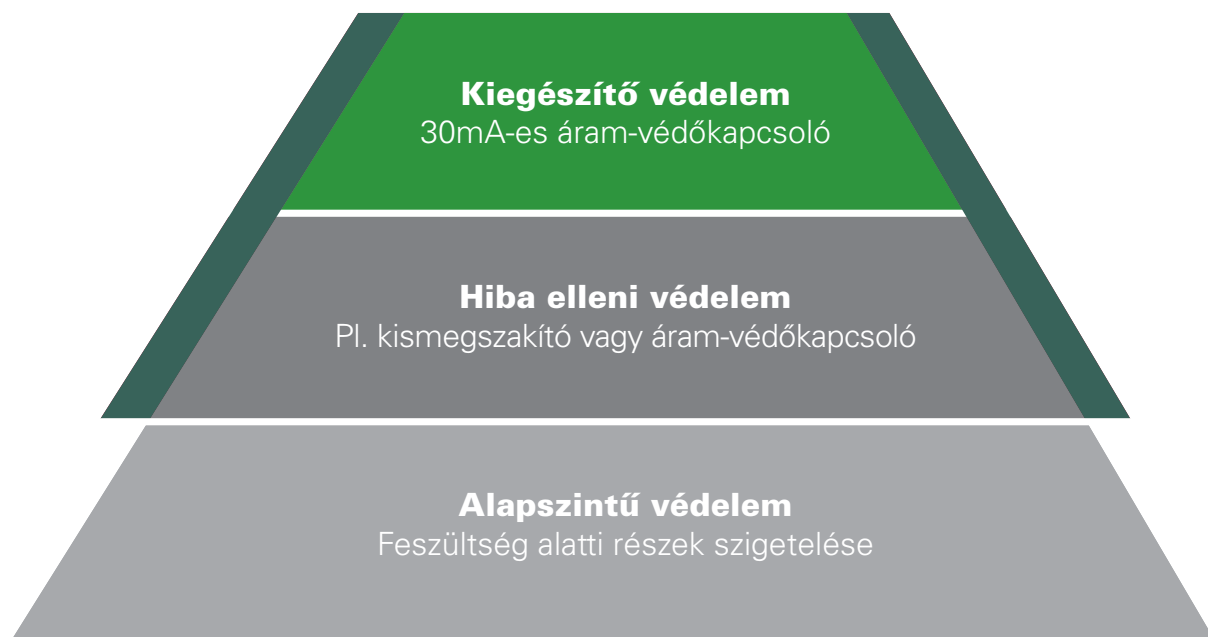 Kiegészítő védelem
30mA-es áram-védőkapcsoló
Hiba elleni védelem
Pl. kismegszakító vagy áram-védőkapcsoló
Alapszintű védelem
Feszültség alatti részek szigetelése